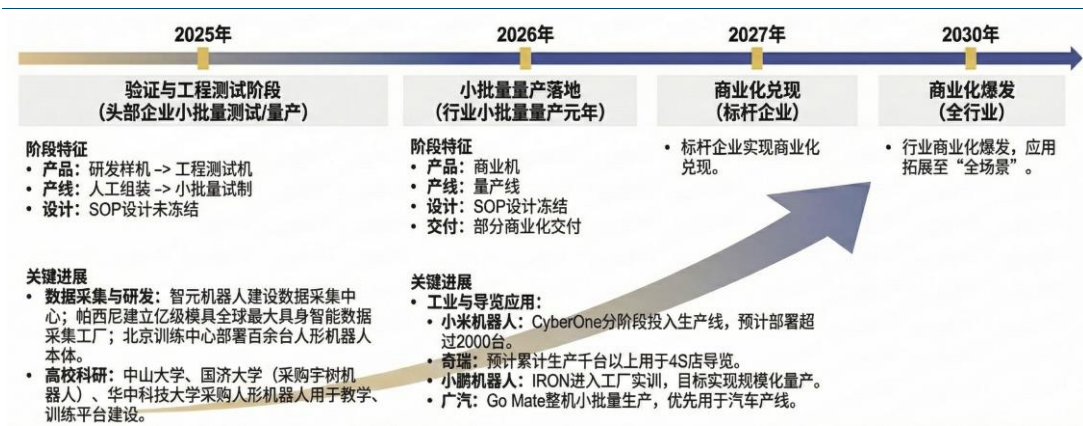 2025年
2026年
2027年
2030年
验证与工程测试阶段
（头部企业小批量测试/量产）
小批量量产落地
（行业小批量量产元年）
商业化兑现
（标杆企业）
商业化爆发
（全行业）
阶段特征
• 产品：研发样机 -> 工程测试机
• 产线：人工组装 -> 小批量试制
• 设计：SOP设计未冻结
关键进展
• 数据采集与研发：智元机器人建设数据采集中
心；帕西尼建立亿级模具全球最大具身智能数据
采集工厂；北京训练中心部署百余台人形机器人
本体。
• 高校科研：中山大学、国济大学（采购宇树机
器人）、华中科技大学采购人形机器人用于教学、
训练平台建设。
阶段特征
• 产品：商业机
• 产线：量产线
• 设计：SOP设计冻结
• 交付：部分商业化交付
关键进展
• 工业与导览应用：
• 小米机器人：CyberOne分阶段投入生产线，预计部署超
过2000台。
• 奇瑞：预计累计生产千台以上用于4S店导览。
• 小鹏机器人：IRON进入工厂实训，目标实现规模化量产。
• 广汽：Go Mate整机小批量生产，优先用于汽车产线。
• 标杆企业实现商业化
兑现。
• 行业商业化爆发，应用
拓展至“全场景”。